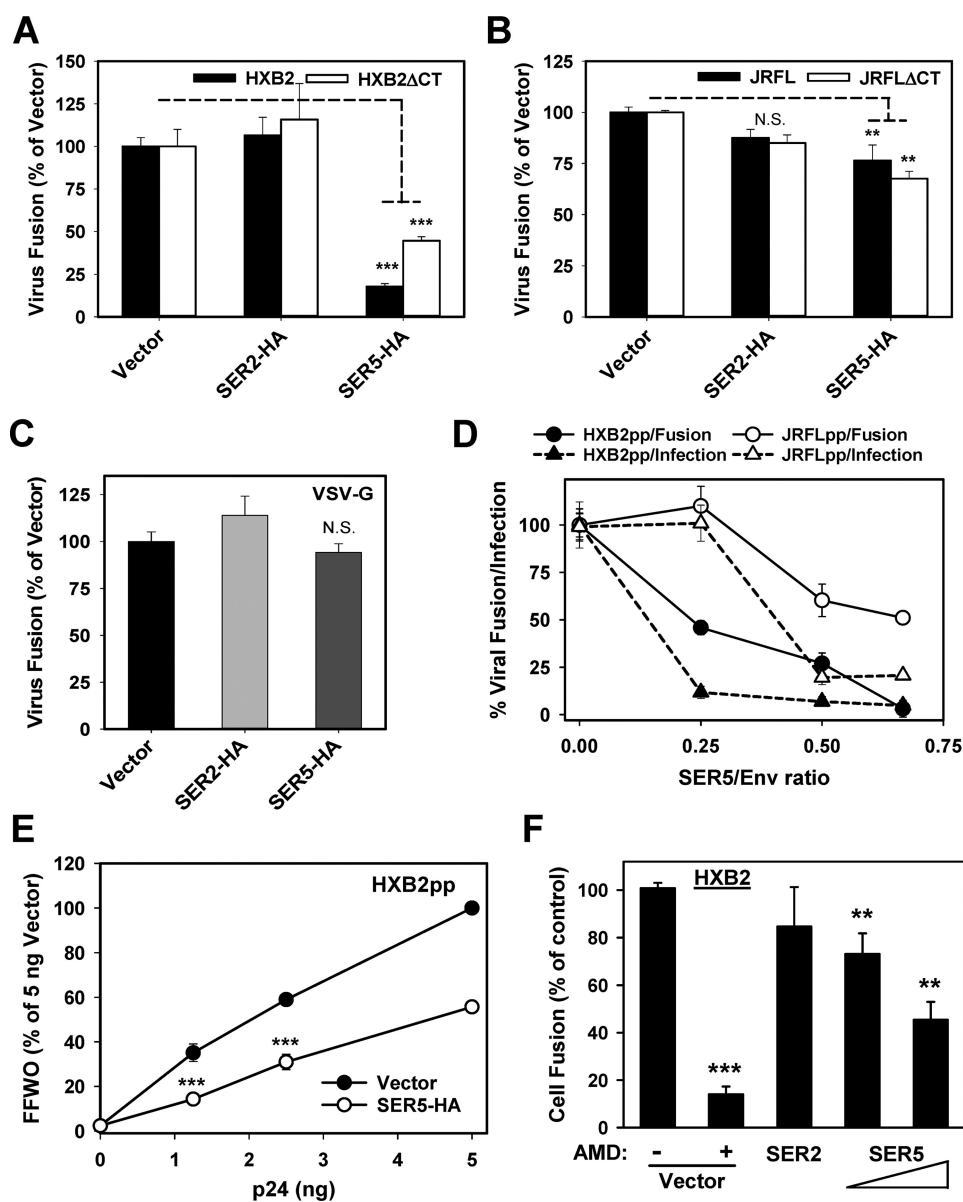 A
Virus Fusion (% of Vector)
150
125
100
75
50
25
0
HXB2
HXB2ΔCT
***
***
Vector
SER2-HA
SER5-HA
B
Virus Fusion (% of Vector)
125
100
75
50
25
0
JRFL
JRFLΔCT
N.S.
**
**
Vector
SER2-HA
SER5-HA
C
Virus Fusion (% of Vector)
125
100
75
50
25
0
VSV-G
N.S.
Vector
SER2-HA
SER5-HA
D
HXB2pp/Fusion
JRFLpp/Fusion
HXB2pp/Infection
JRFLpp/Infection
% Viral Fusion/Infection
100
75
50
25
0
0.00 0.25 0.50 0.75
SER5/Env ratio
E
FFWO (% of 5 ng Vector)
120
100
80
60
40
20
0
HXB2pp
***
***
Vector
SER5-HA
0 1 2 3 4 5
p24 (ng)
F
Cell Fusion (% of control)
100
80
60
40
20
0
HXB2
***
**
**
AMD: - + SER2 SER5
Vector